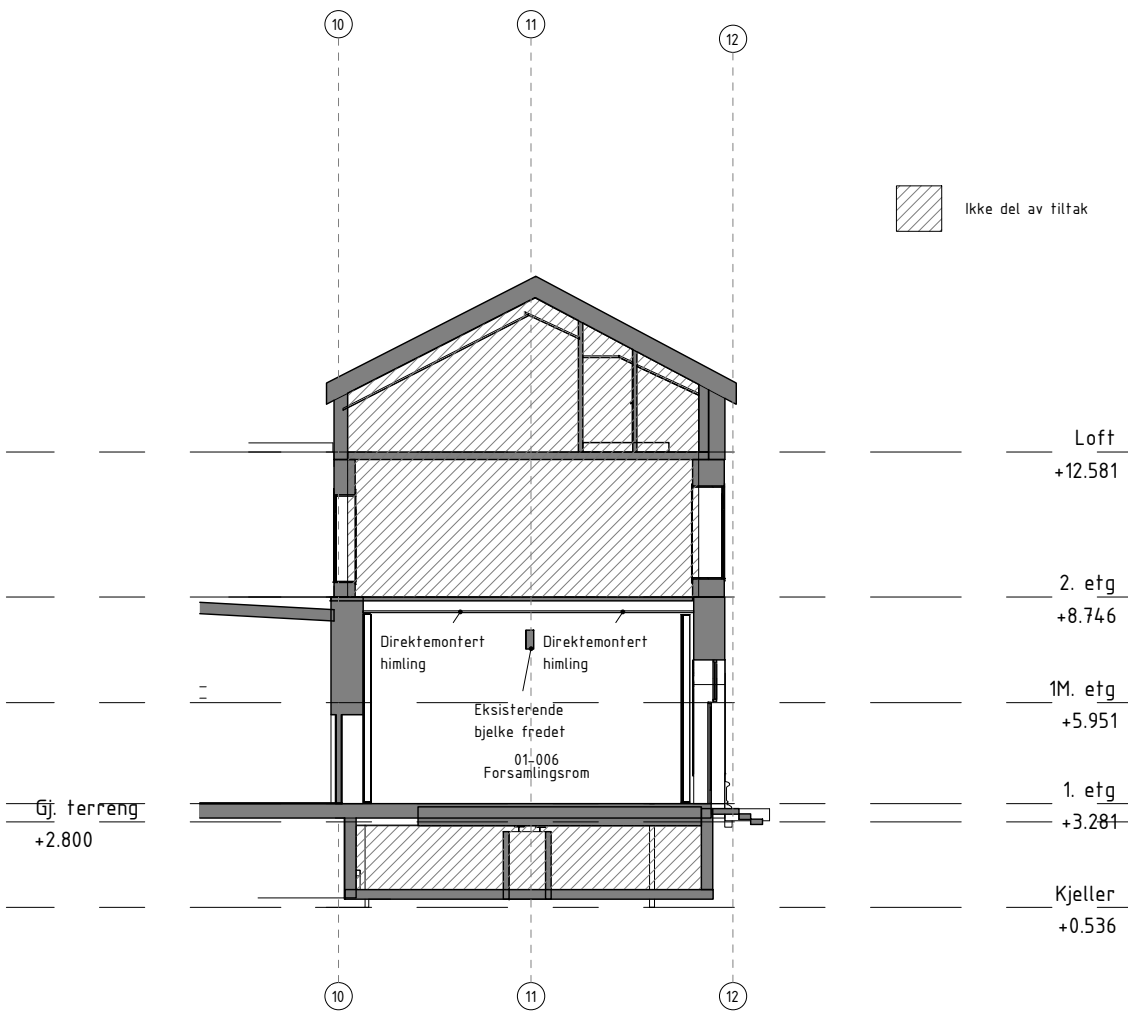 10
11
12
Ikke del av tiltak
Loft
+12.581
2. etg
+8.746
Direktemontert
himling
Direktemontert
himling
1M. etg
+5.951
Eksisterende
bjelke fredet
01-006
Forsamlingsrom
1. etg
+3.281
Gj. terreng
+2.800
Kjeller
+0.536
10
11
12